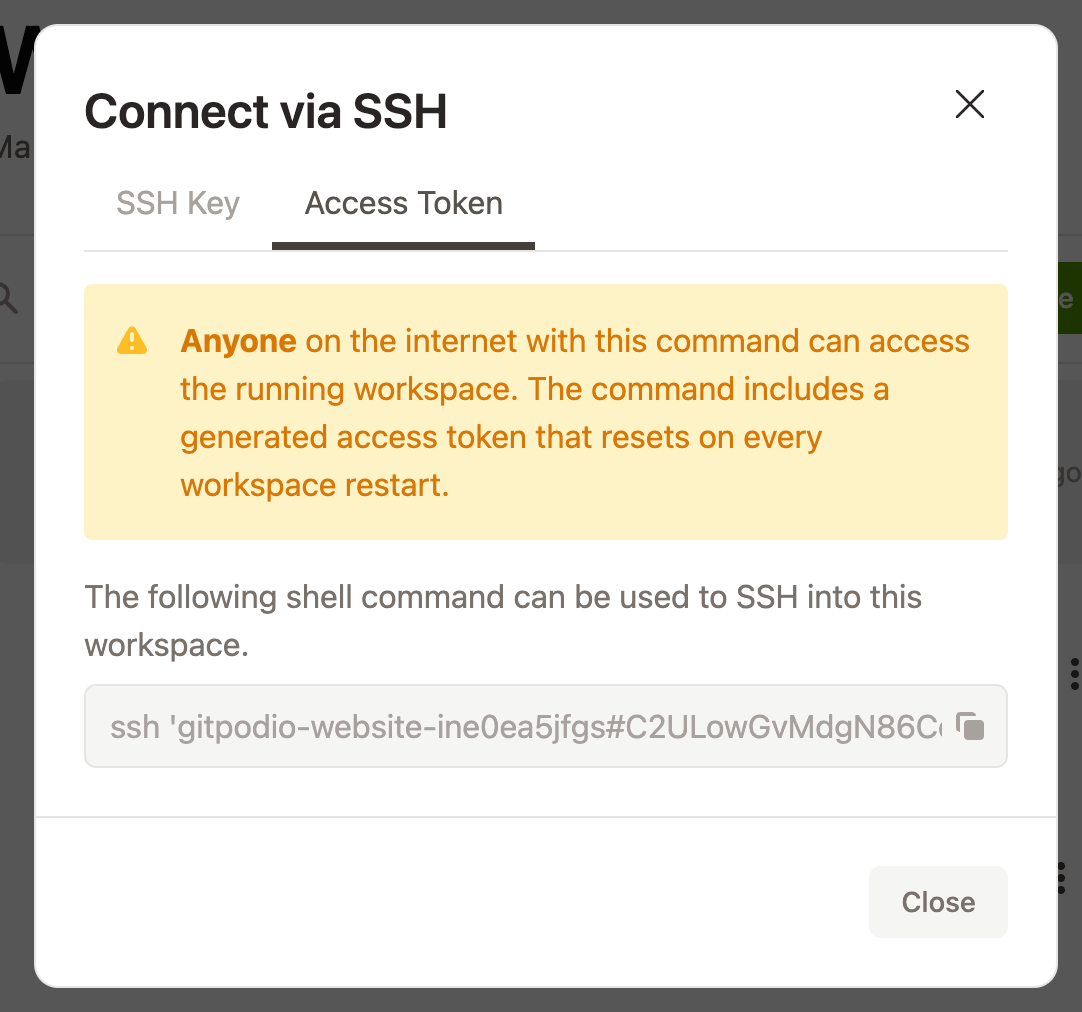 Connect via SSH
SSH Key
Access Token
Anyone on the internet with this command can access
the running workspace. The command includes a
generated access token that resets on every
workspace restart.
The following shell command can be used to SSH into this
workspace.
ssh 'gitpodio-website-ine0ea5jfgs#C2ULowGvMdgN86C
Close